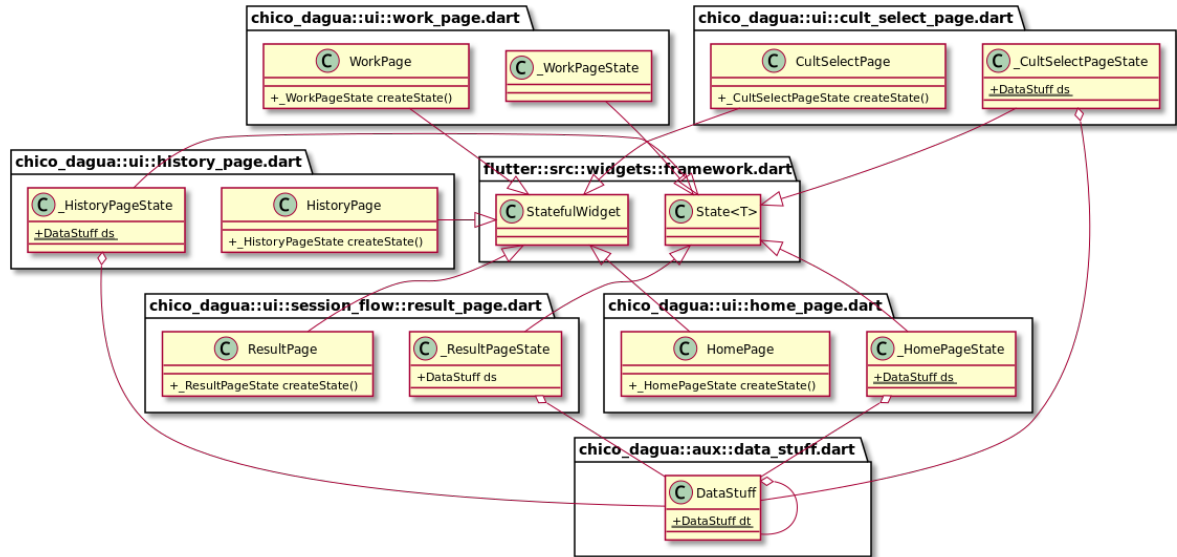 chico_dagua::ui::work_page.dart
C WorkPage
+_WorkPageState createState()
C _WorkPageState
chico_dagua::ui::cult_select_page.dart
C CultSelectPage
+_CultSelectPageState createState()
C _CultSelectPageState
+DataStuff ds
chico_dagua::ui::history_page.dart
C _HistoryPageState
+DataStuff ds
C HistoryPage
+_HistoryPageState createState()
flutter::src::widgets::framework.dart
C StatefulWidget
C State<T>
chico_dagua::ui::session_flow::result_page.dart
C ResultPage
+_ResultPageState createState()
C _ResultPageState
+DataStuff ds
chico_dagua::ui::home_page.dart
C HomePage
+_HomePageState createState()
C _HomePageState
+DataStuff ds
chico_dagua::aux::data_stuff.dart
C DataStuff
+DataStuff dt